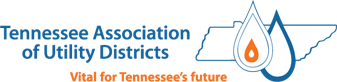 Tennessee Association
of Utility Districts
Vital for Tennessee's future